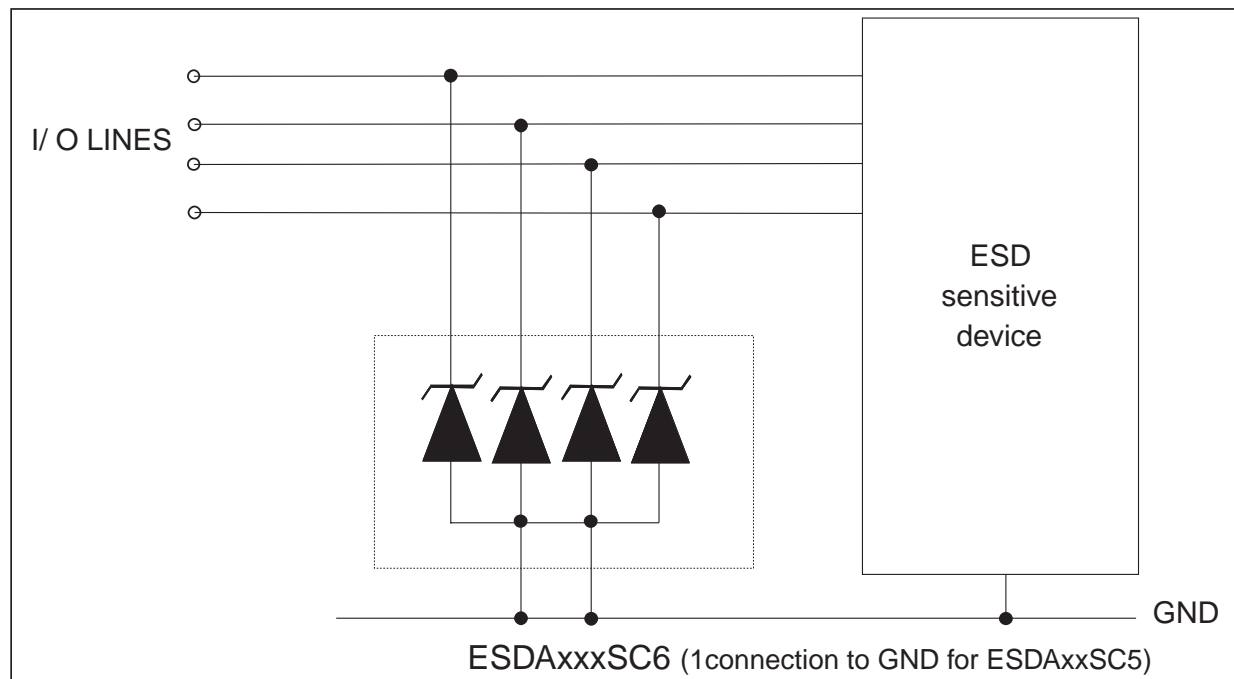 I/ O LINES
ESD
sensitive
device
GND
ESDAxxxSC6 (1connection to GND for ESDAxxSC5)